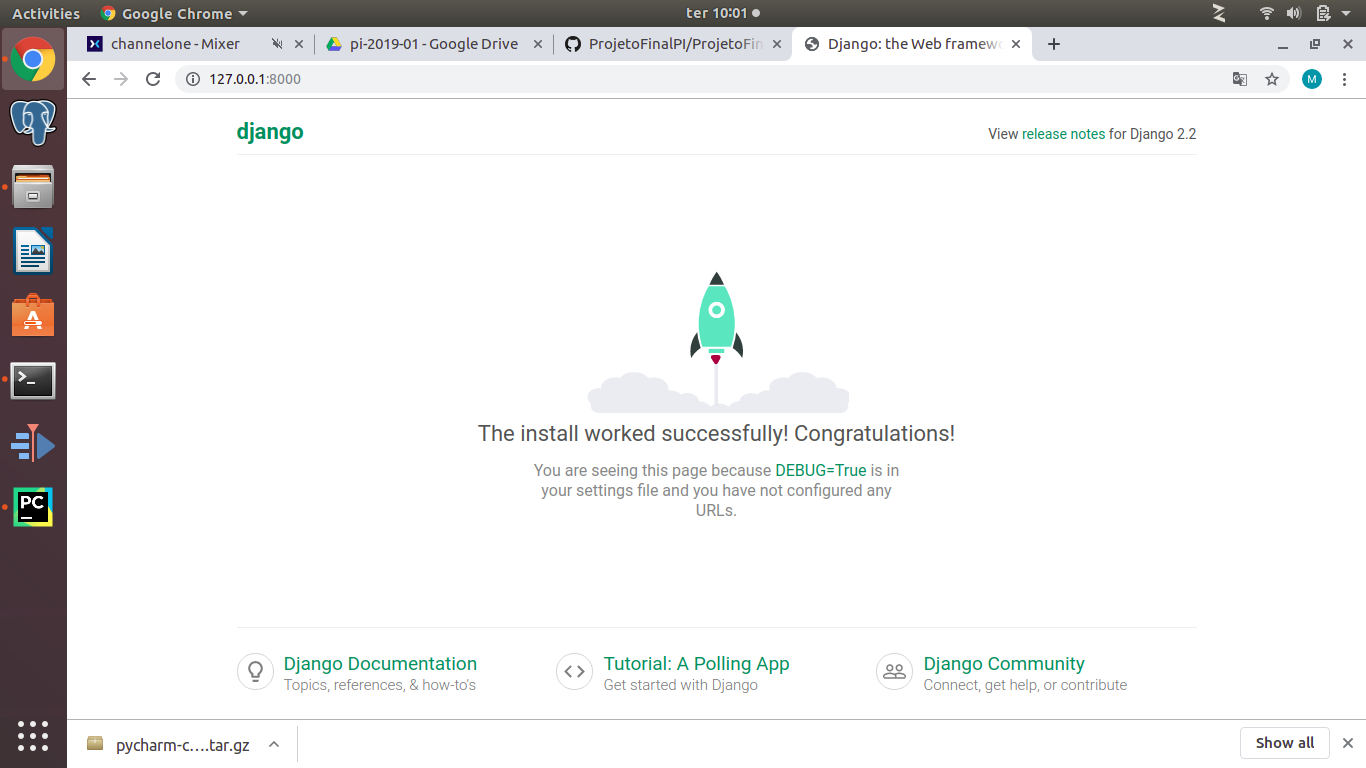 Activities Google Chrome ter 10:01
channelone - Mixer pi-2019-01 - Google Drive ProjetoFinalPI/ProjetoFin Django: the Web framewo
127.0.0.1:8000 M
django View release notes for Django 2.2
The install worked successfully! Congratulations!
You are seeing this page because DEBUG=True is in
your settings file and you have not configured any
URLs.
Django Documentation Tutorial: A Polling App Django Community
Topics, references, & how-to's Get started with Django Connect, get help, or contribute
PC
pycharm-c....tar.gz Show all